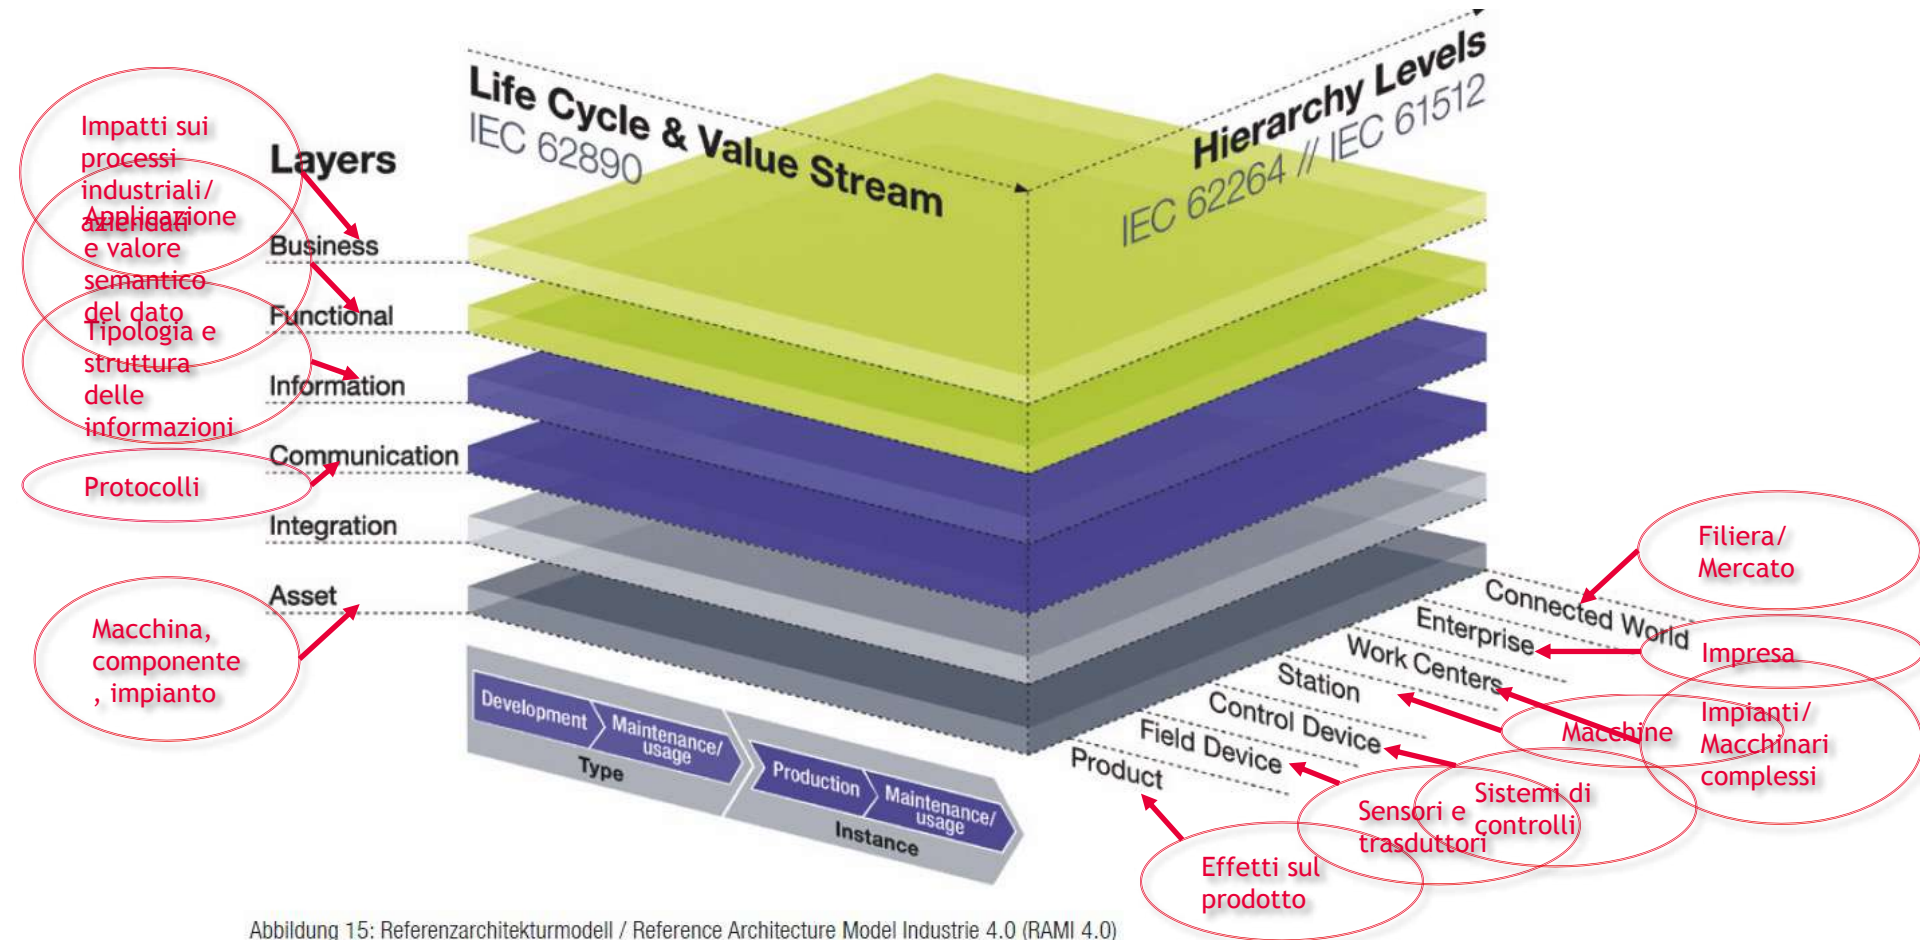 Life Cycle & Value Stream
IEC 62890
Hierarchy Levels
IEC 62264 // IEC 61512
Layers
Business
Functional
Information
Communication
Integration
Asset
Impatti sui
processi
industriali/
aziendali
Applicazione
e valore
semantico
del dato
Tipologia e
struttura
delle
informazioni
Protocolli
Macchina,
componente
, impianto
Development
Maintenance/
usage
Type
Production
Maintenance/
usage
Instance
Connected World
Enterprise
Work Centers
Station
Control Device
Field Device
Product
Filiera/
Mercato
Impresa
Impianti/
Macchinari
complessi
Macchine
Sistemi di
controlli
Sensori e
trasduttori
Effetti sul
prodotto
Abbildung 15: Referenzarchitekturmodell / Reference Architecture Model Industrie 4.0 (RAMI 4.0)